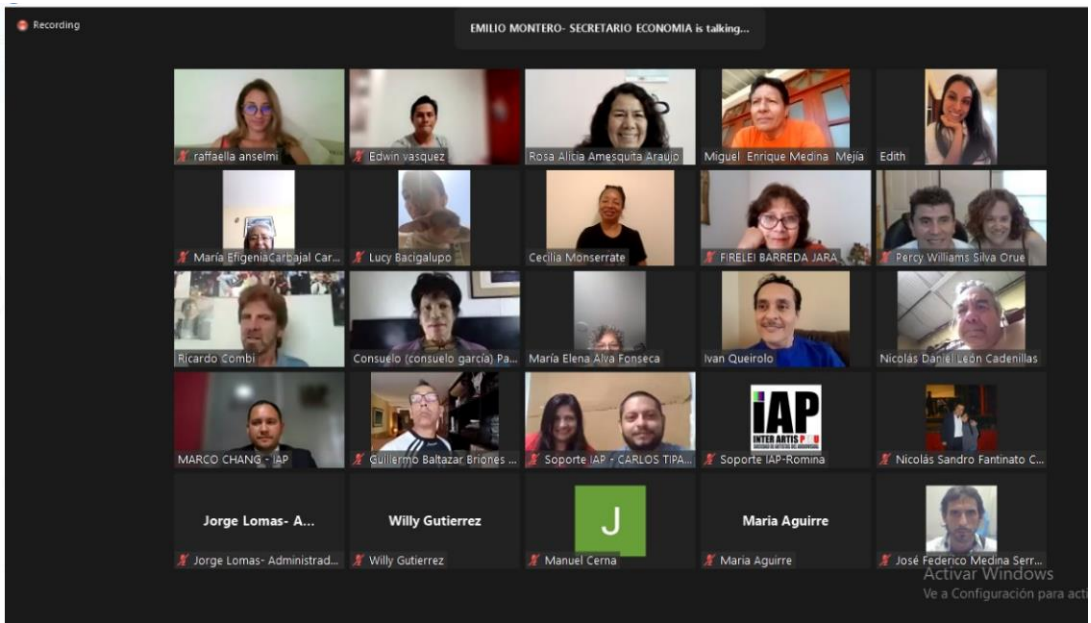 Recording
EMILIO MONTERO- SECRETARIO ECONOMIA is talking...
raffaella anselmi
Edwin vasquez
Rosa Alicia Amesquita Araujo
Miguel Enrique Medina Mejía
Edith
María EfigeniaCarbajal Car...
Lucy Bacigalupo
Cecilia Monserrate
FIRELEI BARREDA JARA
Percy Williams Silva Orue
Ricardo Combi
Consuelo (consuelo garcía) Pa...
María Elena Alva Fonseca
Ivan Queirolo
Nicolás Daniel León Cadenillas
MARCO CHANG - IAP
Guillermo Baltazar Briones ...
Soporte IAP - CARLOS TIPA...
iAP
INTER ARTIS PERU
Soporte IAP-Romina
Nicolás Sandro Fantinato C...
Jorge Lomas- A...
Jorge Lomas- Administrad...
Willy Gutierrez
Willy Gutierrez
J
Manuel Cerna
Maria Aguirre
Maria Aguirre
José Federico Medina Serr...
Activar Windows
Ve a Configuración para acti